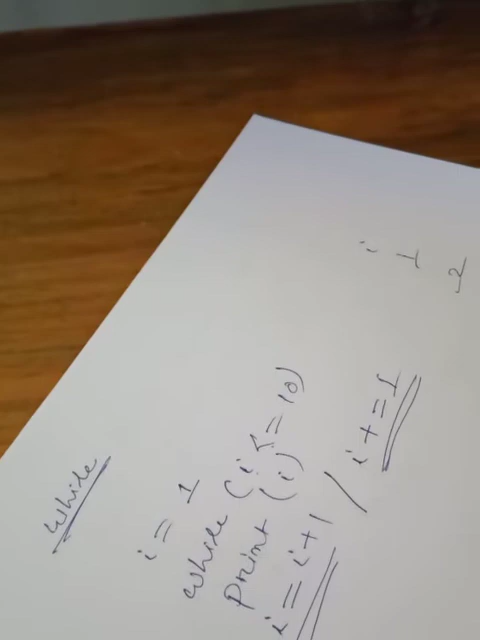 while
i = 1
while (i <= 10)
print (i)
i = i+1 / i+=1
i
1
2